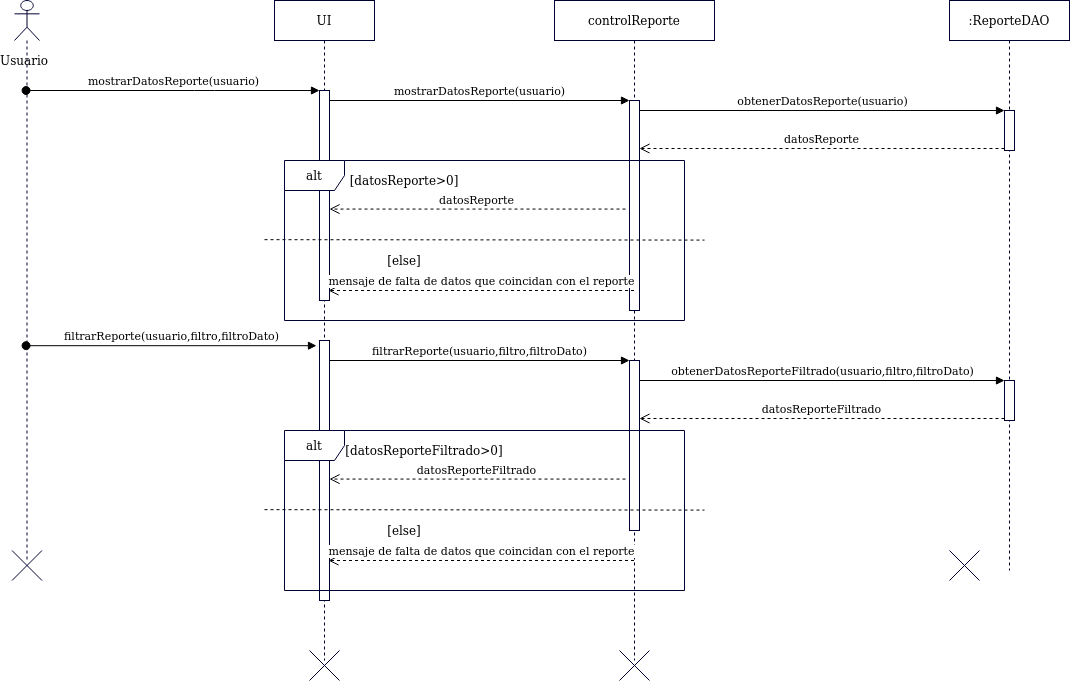 UI
controlReporte
:ReporteDAO
Usuario
mostrarDatosReporte(usuario)
mostrarDatosReporte(usuario)
obtenerDatosReporte(usuario)
datosReporte
alt
[datosReporte>0]
datosReporte
[else]
mensaje de falta de datos que coincidan con el reporte
filtrarReporte(usuario,filtro,filtroDato)
filtrarReporte(usuario,filtro,filtroDato)
obtenerDatosReporteFiltrado(usuario,filtro,filtroDato)
datosReporteFiltrado
alt
[datosReporteFiltrado>0]
datosReporteFiltrado
[else]
mensaje de falta de datos que coincidan con el reporte